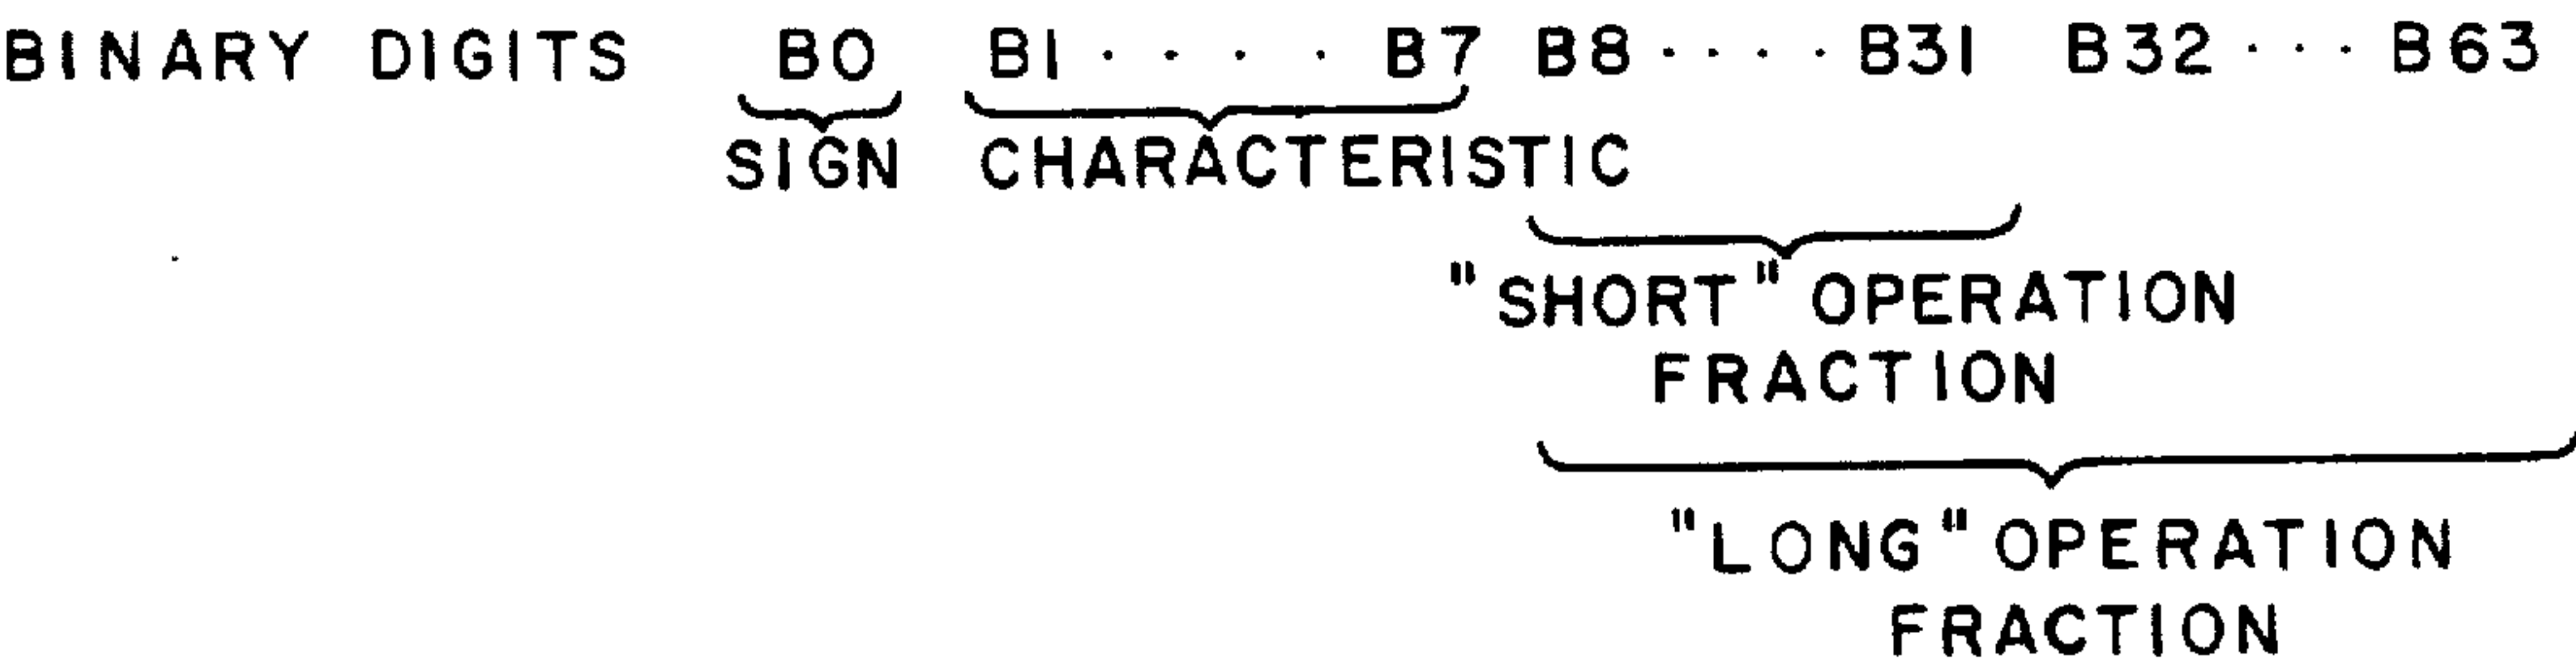 BINARY DIGITS B0 B1 . . . . B7 B8 . . . . B31 B32 . . . B63
SIGN CHARACTERISTIC
"SHORT" OPERATION
FRACTION
"LONG" OPERATION
FRACTION